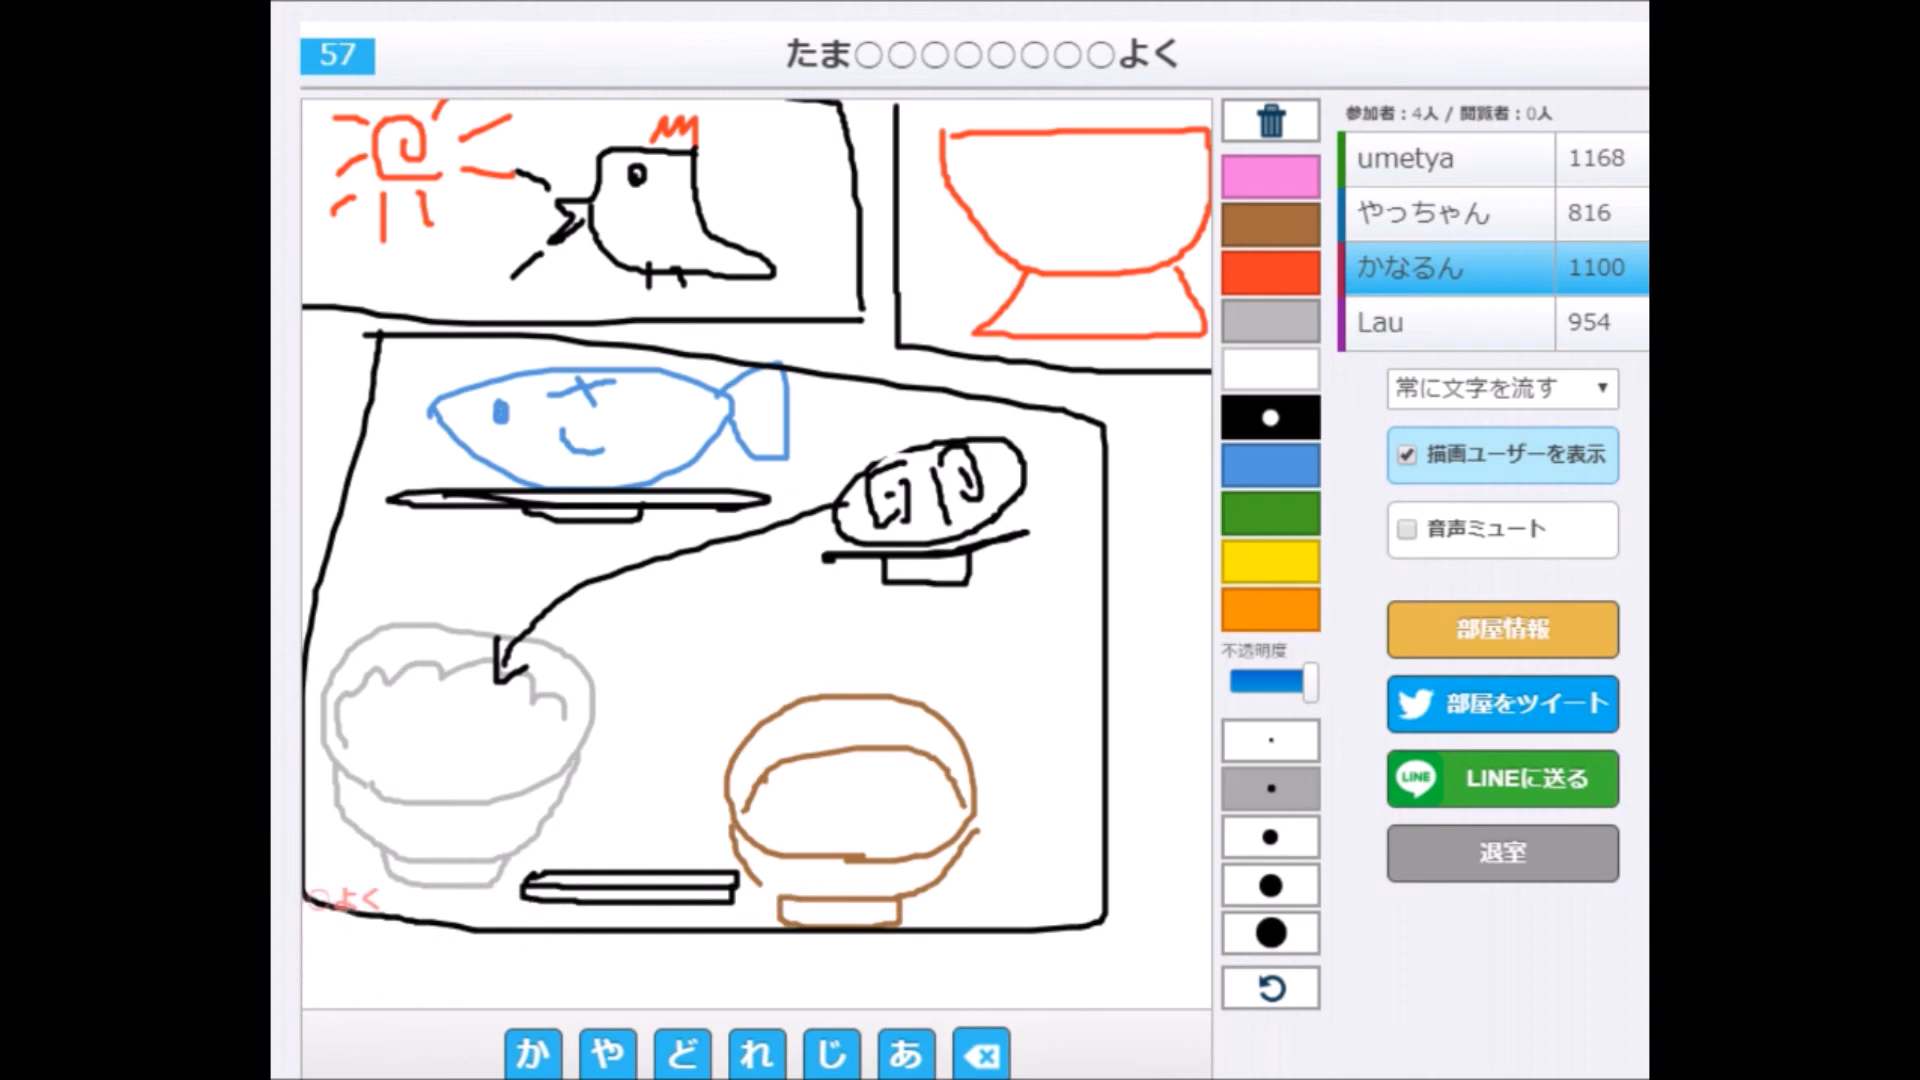 57
たま○○○○○○○○よく
参加者：4人 / 閲覧者：0人
umetya 1168
やっちゃん 816
かなるん 1100
Lau 954
常に文字を流す
描画ユーザーを表示
音声ミュート
不透明度
部屋情報
部屋をツイート
LINE LINEに送る
退室
○よく
か や ど れ じ あ